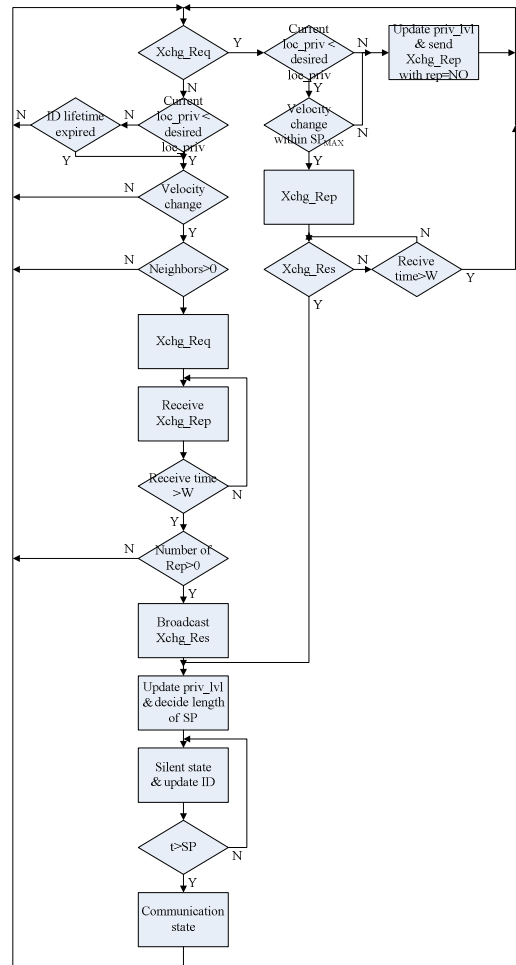 Xchg_Req
Y
Current
loc_priv <
desired
loc_priv
N
Update priv_lvl
& send
Xchg_Rep
with rep=NO
N
Y
ID lifetime
expired
N
Current
loc_priv <
desired
loc_priv
N
Velocity
change
within SPMAX
N
Y
Y
Y
Velocity
change
N
Xchg_Rep
Y
N
Neighbors>0
N
Xchg_Res
N
Recive
time>W
Y
Y
Xchg_Req
Receive
Xchg_Rep
Receive time
>W
N
Y
Number of
Rep>0
N
Y
Broadcast
Xchg_Res
Update priv_lvl
& decide length
of SP
Silent state
& update ID
t>SP
N
Y
Communication
state